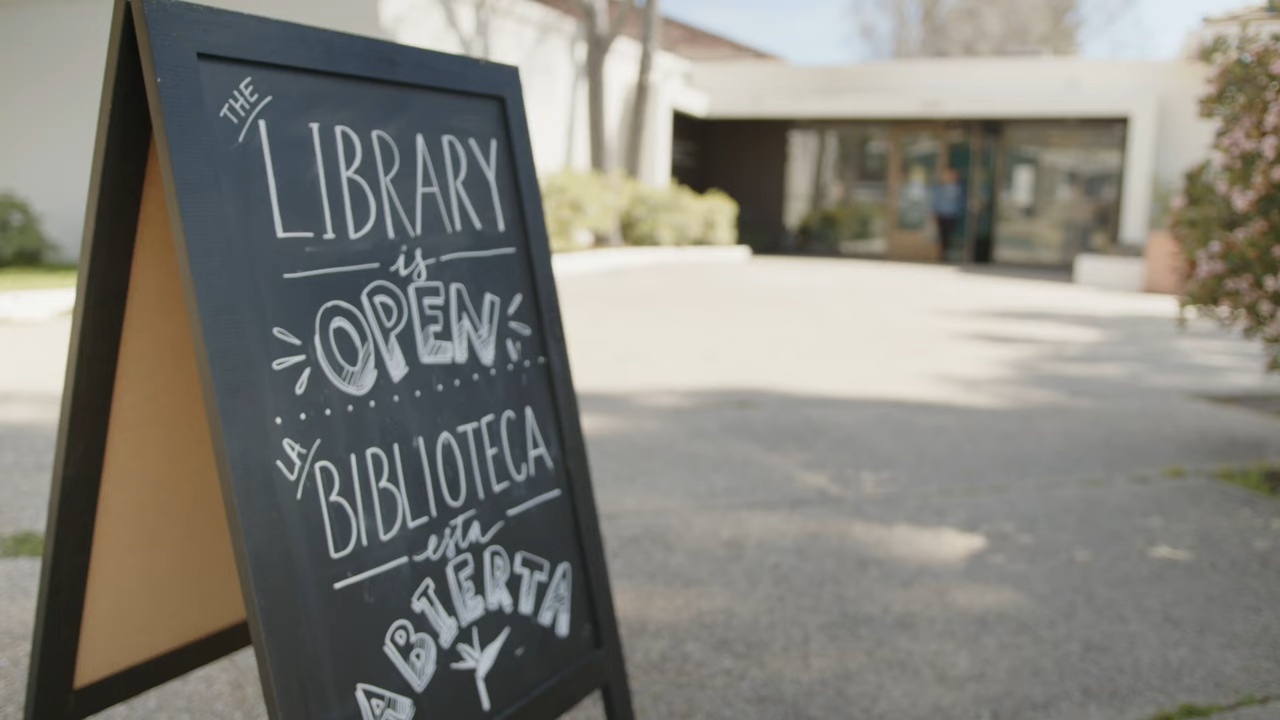 THE
LIBRARY
is
OPEN
LA
BIBLIOTECA
esta
ABIERTA